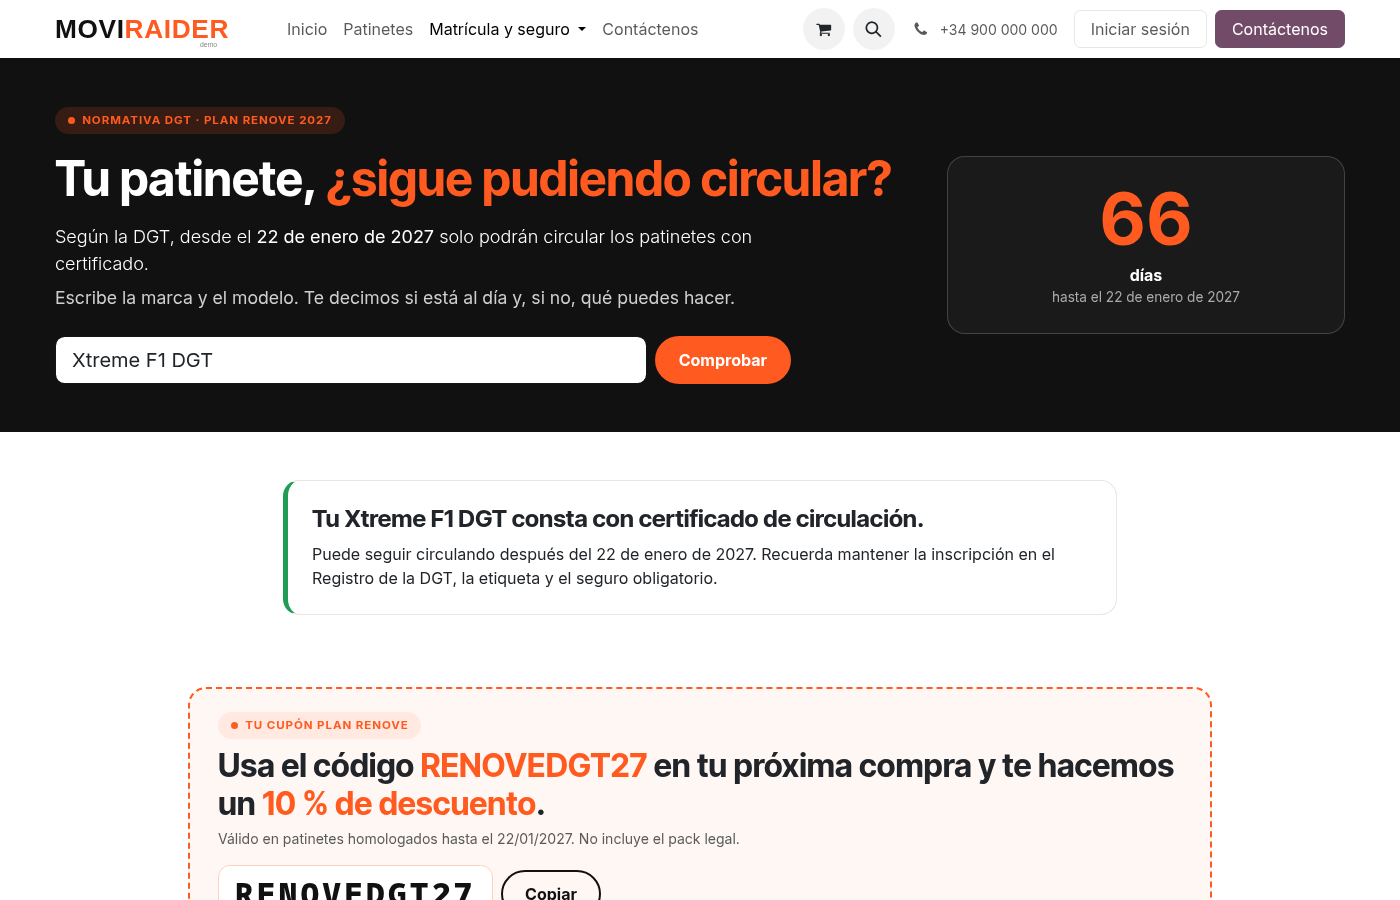 MOVIRAIDER
demo
Inicio
Patinetes
Matrícula y seguro
Contáctenos
+34 900 000 000
Iniciar sesión
Contáctenos
NORMATIVA DGT · PLAN RENOVE 2027
Tu patinete, ¿sigue pudiendo circular?
Según la DGT, desde el 22 de enero de 2027 solo podrán circular los patinetes con
certificado.
Escribe la marca y el modelo. Te decimos si está al día y, si no, qué puedes hacer.
Xtreme F1 DGT
Comprobar
66
días
hasta el 22 de enero de 2027
Tu Xtreme F1 DGT consta con certificado de circulación.
Puede seguir circulando después del 22 de enero de 2027. Recuerda mantener la inscripción en el
Registro de la DGT, la etiqueta y el seguro obligatorio.
TU CUPÓN PLAN RENOVE
Usa el código RENOVEDGT27 en tu próxima compra y te hacemos
un 10 % de descuento.
Válido en patinetes homologados hasta el 22/01/2027. No incluye el pack legal.
RENOVEDGT27
Copiar